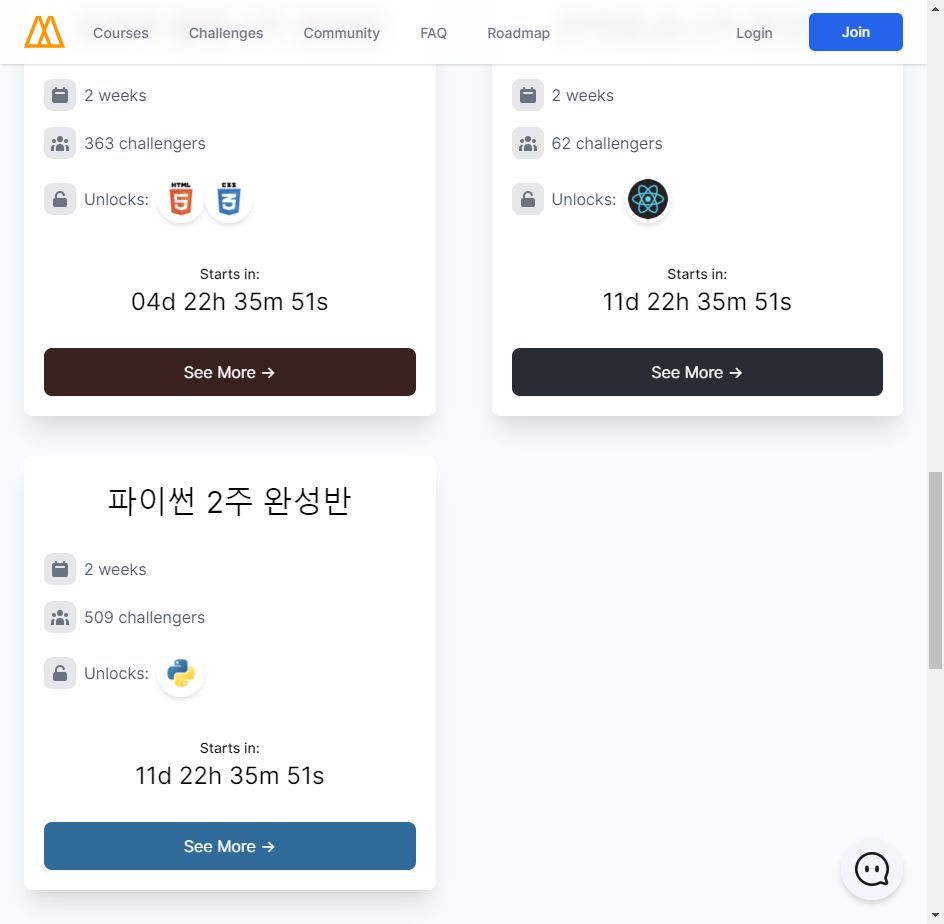 Courses Challenges Community FAQ Roadmap Login Join
2 weeks
363 challengers
Unlocks: HTML 5 CSS 3
Starts in:
04d 22h 35m 51s
See More →
2 weeks
62 challengers
Unlocks:
Starts in:
11d 22h 35m 51s
See More →
파이썬 2주 완성반
2 weeks
509 challengers
Unlocks:
Starts in:
11d 22h 35m 51s
See More →